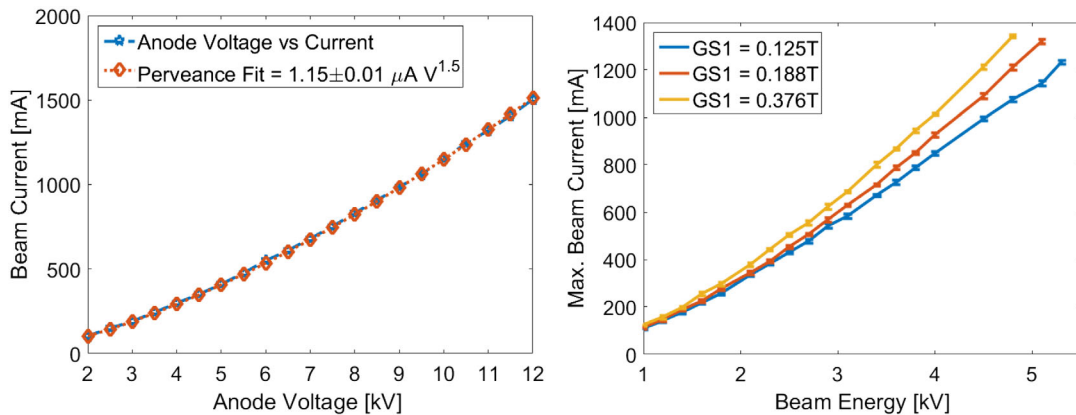 2000
1500
1000
500
0
Beam Current [mA]
Anode Voltage vs Current
Perveance Fit = 1.15±0.01 μA V^1.5
2 3 4 5 6 7 8 9 10 11 12
Anode Voltage [kV]
1400
1200
1000
800
600
400
200
0
Max. Beam Current [mA]
GS1 = 0.125T
GS1 = 0.188T
GS1 = 0.376T
1 2 3 4 5
Beam Energy [kV]